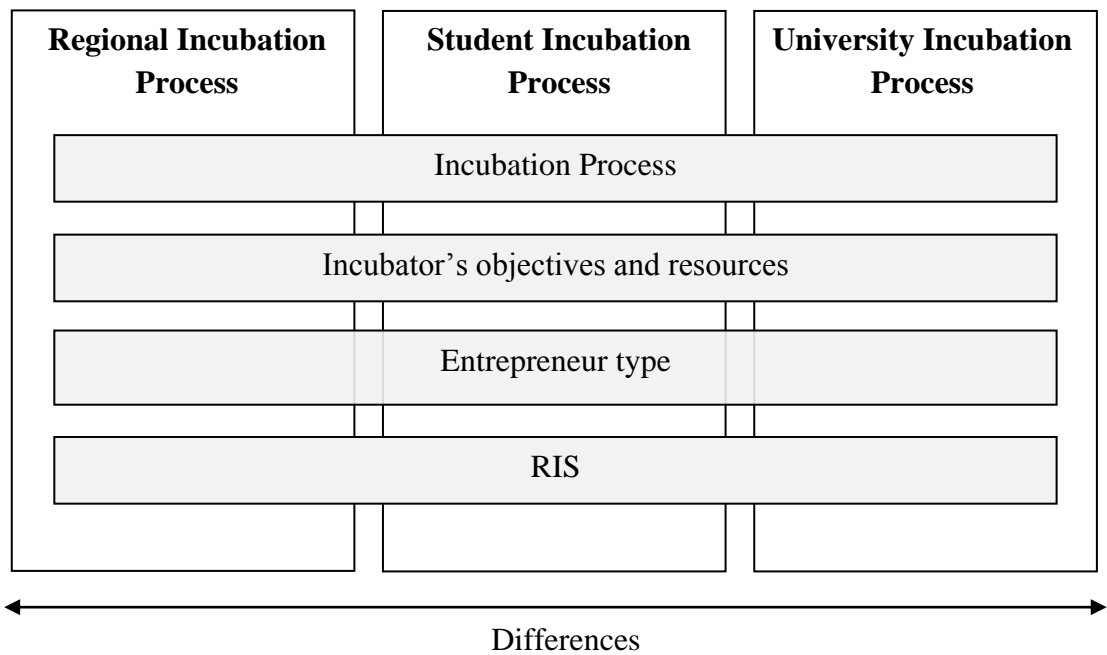 Regional Incubation
Process
Student Incubation
Process
University Incubation
Process
Incubation Process
Incubator’s objectives and resources
Entrepreneur type
RIS
Differences